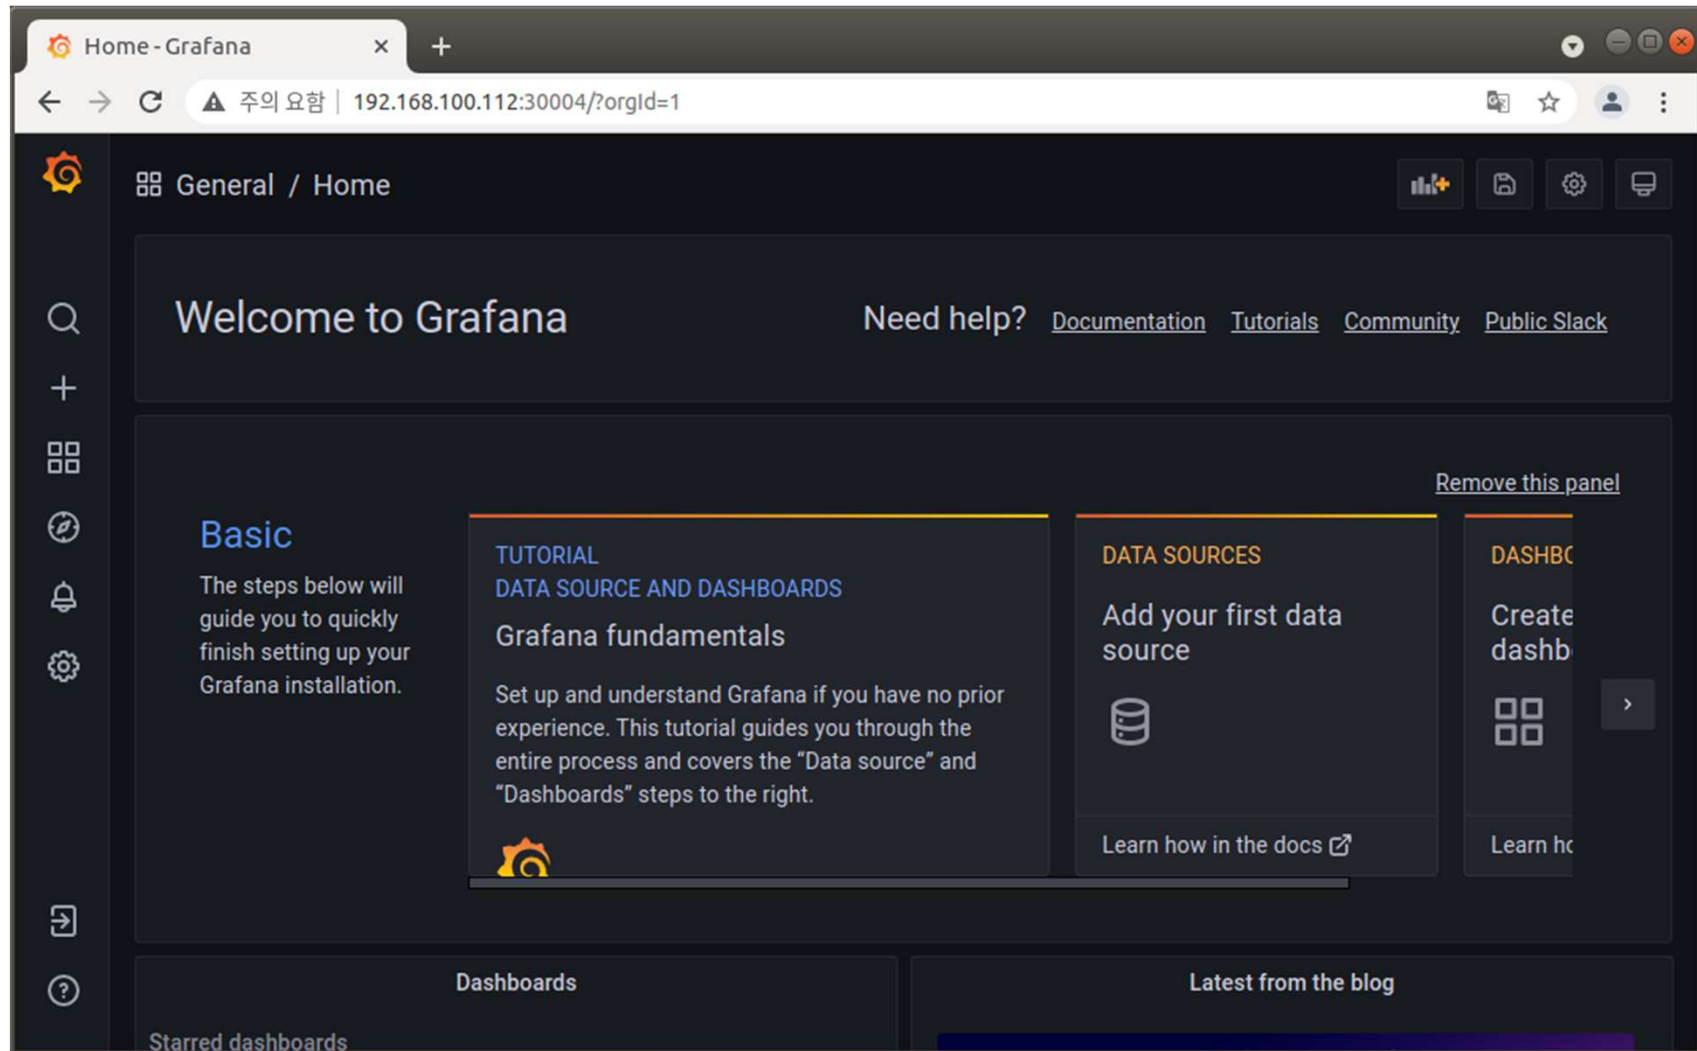 Home - Grafana
주의 요함 | 192.168.100.112:30004/?orgId=1
General / Home
Welcome to Grafana
Need help? Documentation Tutorials Community Public Slack
Remove this panel
Basic
The steps below will
guide you to quickly
finish setting up your
Grafana installation.
TUTORIAL
DATA SOURCE AND DASHBOARDS
Grafana fundamentals
Set up and understand Grafana if you have no prior
experience. This tutorial guides you through the
entire process and covers the “Data source” and
“Dashboards” steps to the right.
DATA SOURCES
Add your first data
source
Learn how in the docs
DASHBO
Create
dashb
Learn ho
Dashboards
Starred dashboards
Latest from the blog